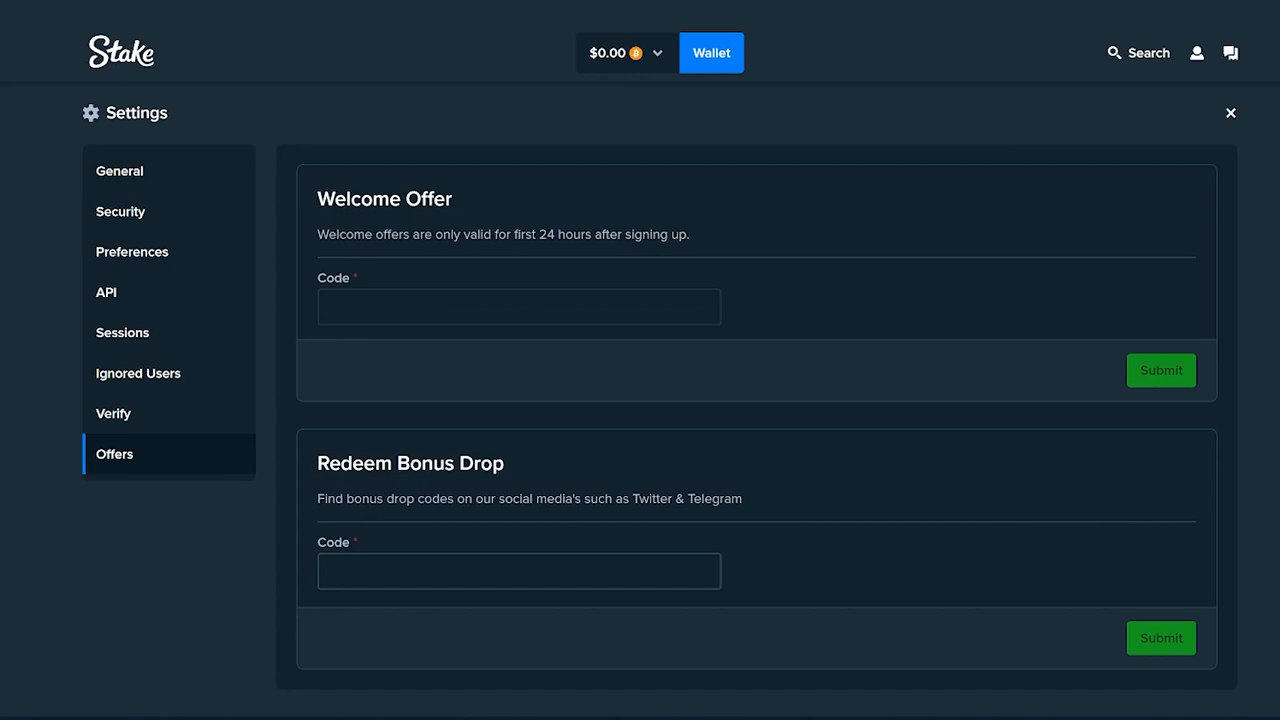 Stake
$0.00
Wallet
Search
Settings
General
Security
Preferences
API
Sessions
Ignored Users
Verify
Offers
Welcome Offer
Welcome offers are only valid for first 24 hours after signing up.
Code *
Submit
Redeem Bonus Drop
Find bonus drop codes on our social media's such as Twitter & Telegram
Code *
Submit